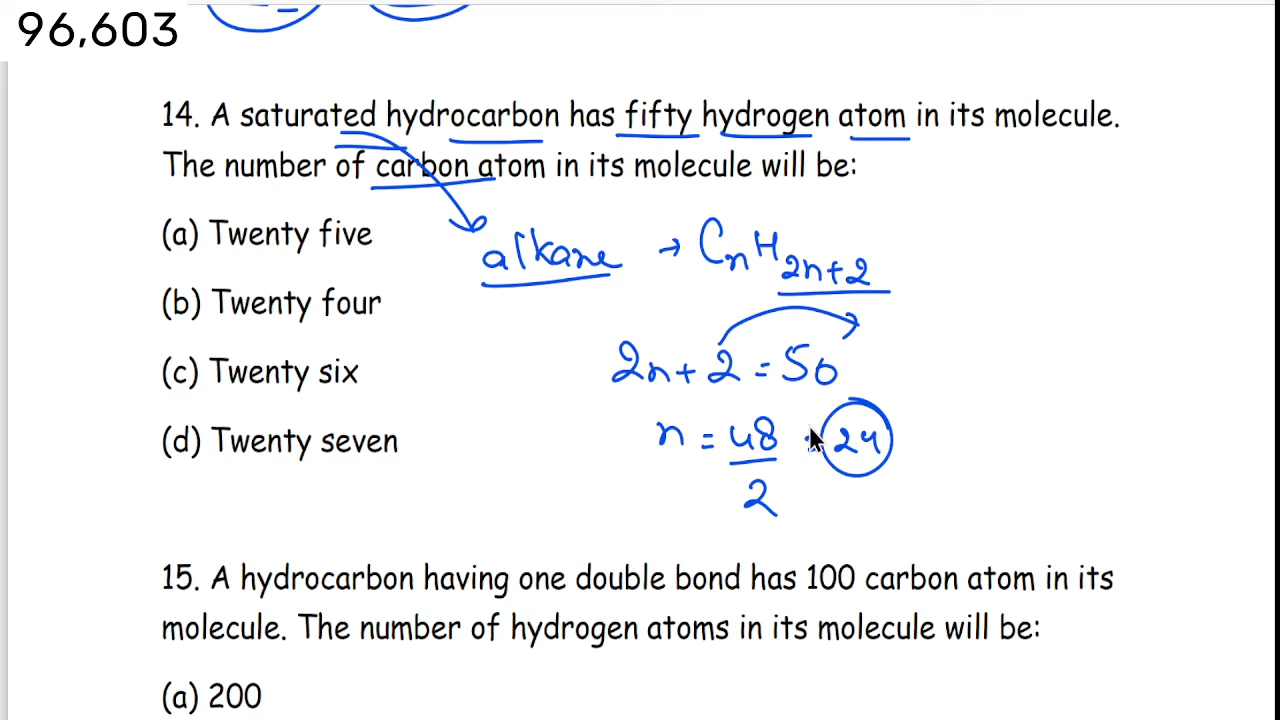 96,603
14. A saturated hydrocarbon has fifty hydrogen atom in its molecule.
The number of carbon atom in its molecule will be:
(a) Twenty five
alkane → CnH2n+2
(b) Twenty four
(c) Twenty six
2n+2=50
(d) Twenty seven
n = 48/2 = 24
15. A hydrocarbon having one double bond has 100 carbon atom in its
molecule. The number of hydrogen atoms in its molecule will be:
(a) 200